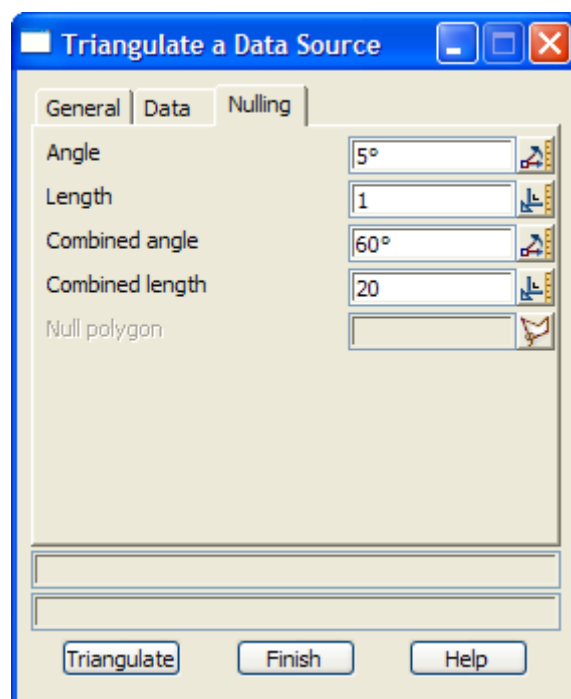 Triangulate a Data Source
General Data Nulling
Angle 5°
Length 1
Combined angle 60°
Combined length 20
Null polygon
Triangulate Finish Help